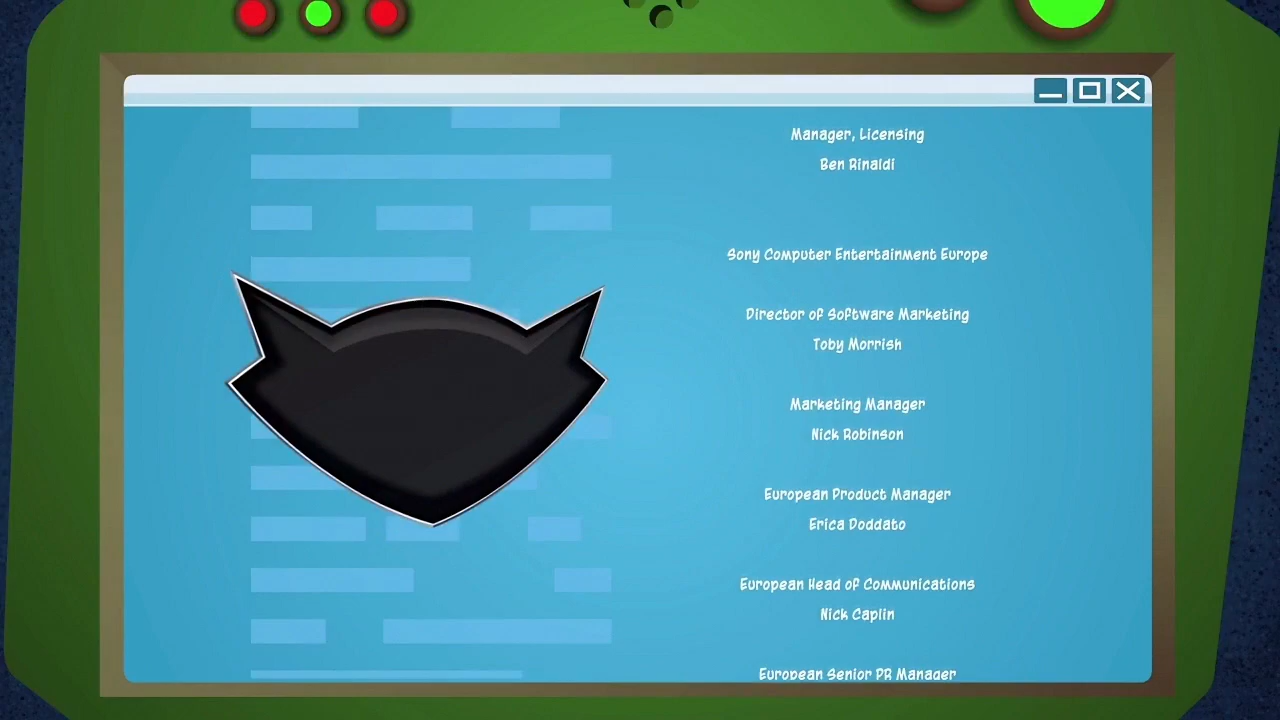 Manager, Licensing
Ben Rinaldi
Sony Computer Entertainment Europe
Director of Software Marketing
Toby Morrish
Marketing Manager
Nick Robinson
European Product Manager
Erica Doddato
European Head of Communications
Nick Caplin
European Senior PR Manager